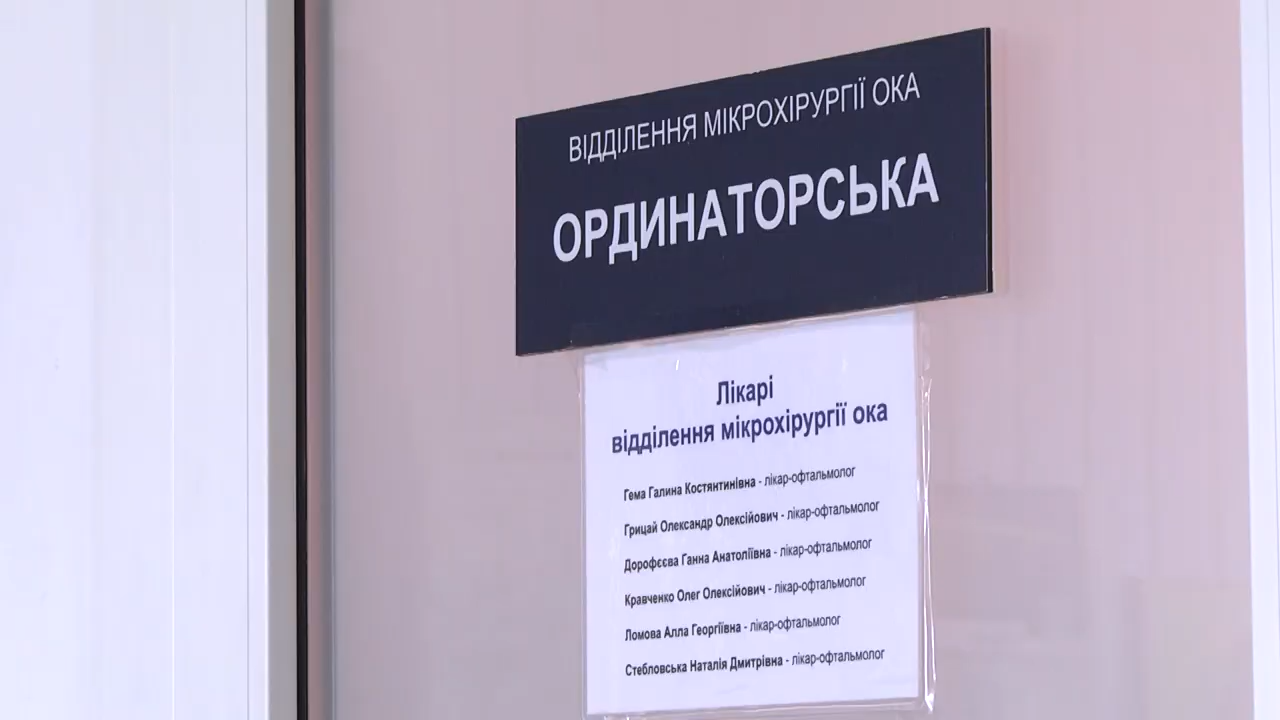 ВІДДІЛЕННЯ МІКРОХІРУРГІЇ ОКА
ОРДИНАТОРСЬКА
Лікарі
відділення мікрохірургії ока
Гема Галина Костянтинівна - лікар-офтальмолог
Грицай Олександр Олексійович - лікар-офтальмолог
Дорофєєва Ганна Анатоліївна - лікар-офтальмолог
Кравченко Олег Олексійович - лікар-офтальмолог
Ломова Алла Георгіївна - лікар-офтальмолог
Стебловська Наталія Дмитрівна - лікар-офтальмолог